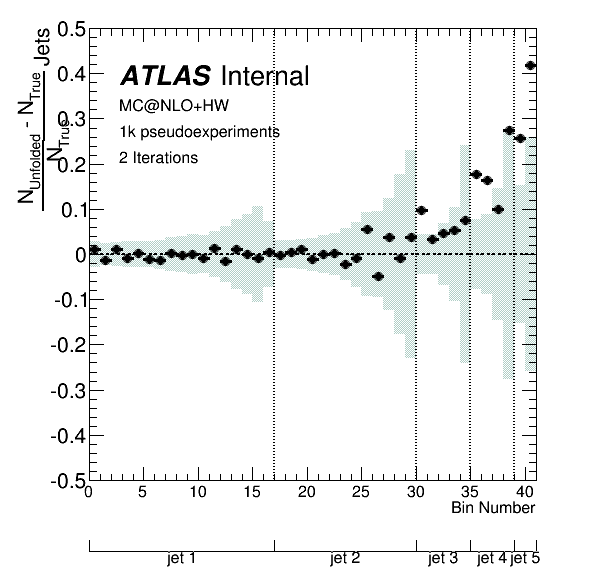 N_Unfolded - N_True
N_True
Jets
0.5
0.4
0.3
0.2
0.1
0
-0.1
-0.2
-0.3
-0.4
-0.5
ATLAS Internal
MC@NLO+HW
1k pseudoexperiments
2 Iterations
0 5 10 15 20 25 30 35 40
Bin Number
jet 1 jet 2 jet 3 jet 4 jet 5